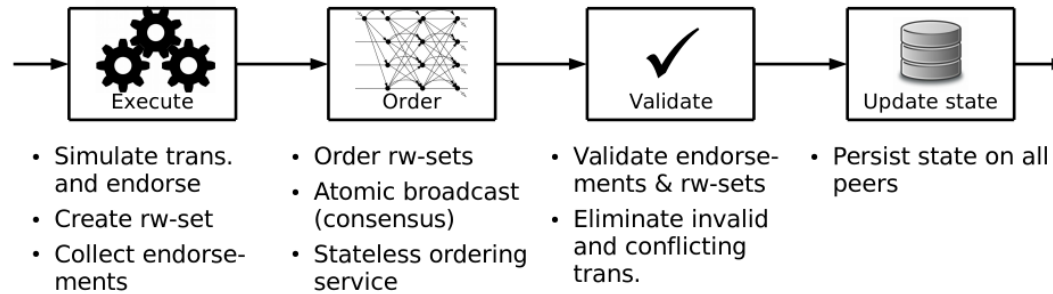 Execute
Order
Validate
Update state
• Simulate trans.
and endorse
• Create rw-set
• Collect endorse-
ments
• Order rw-sets
• Atomic broadcast
(consensus)
• Stateless ordering
service
• Validate endorse-
ments & rw-sets
• Eliminate invalid
and conflicting
trans.
• Persist state on all
peers